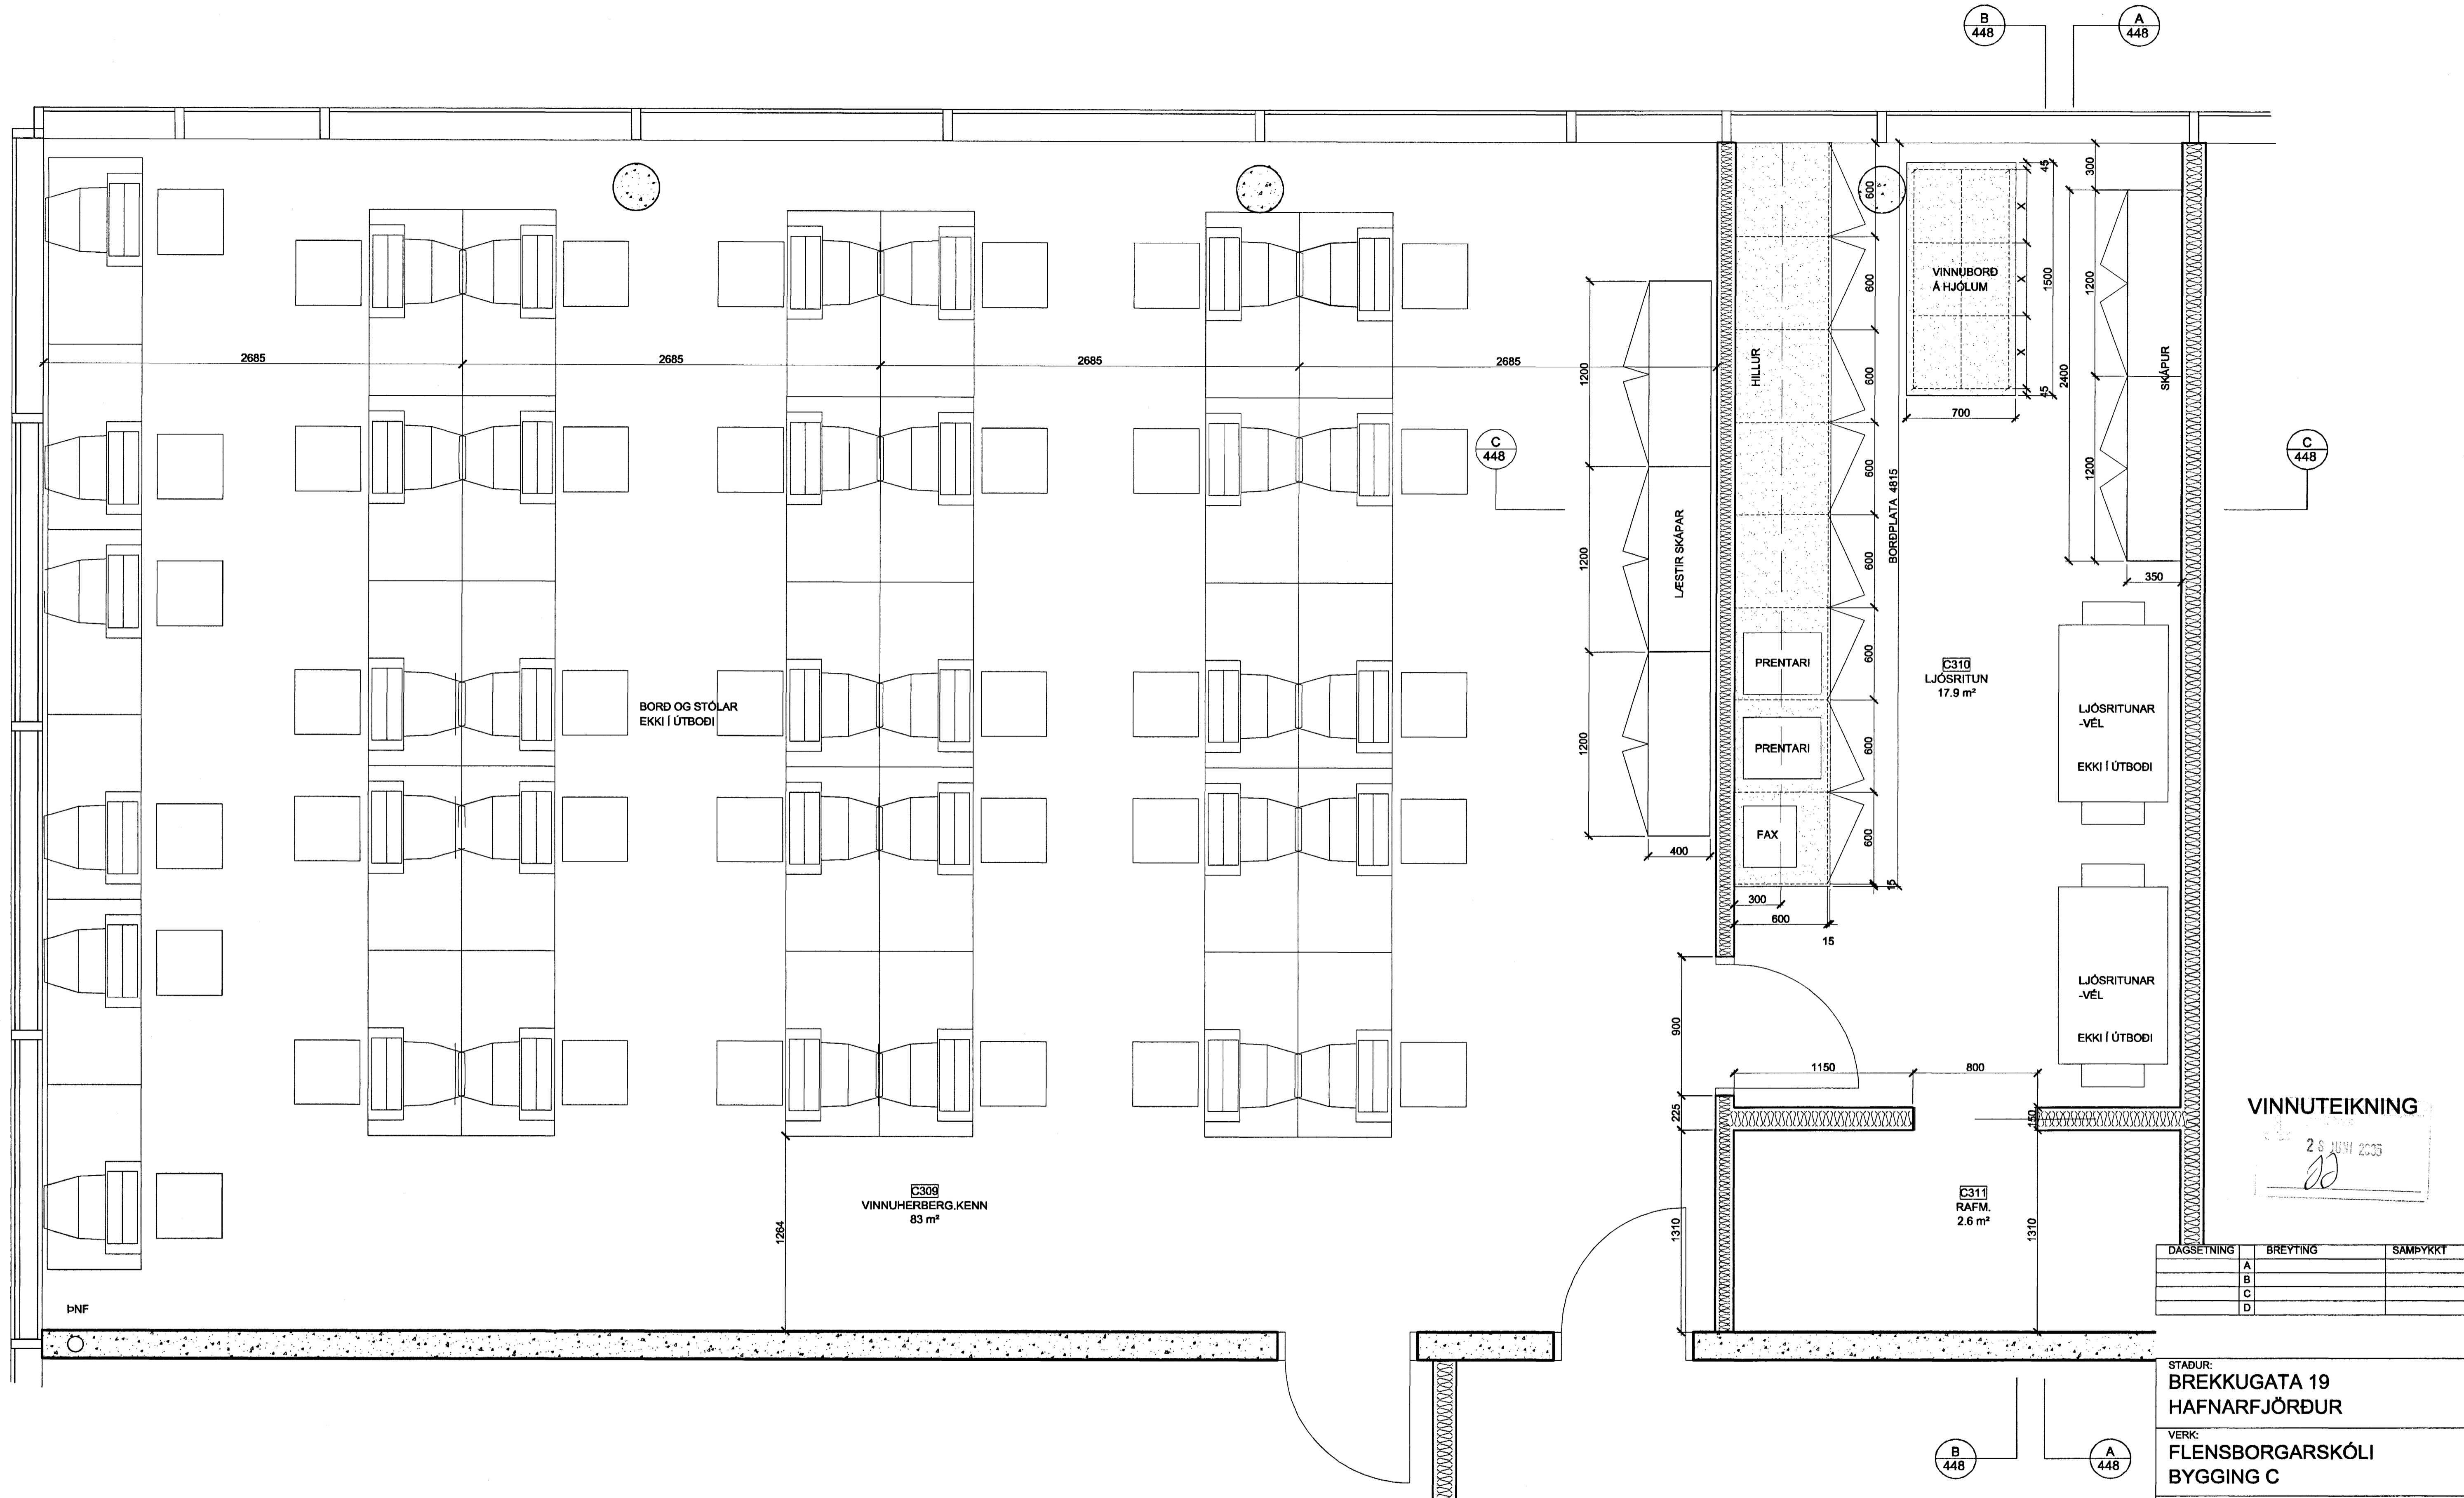 B
448
A
448
2685
2685
2685
2685
1200
1200
1200
400
LÆSTIR SKÁPAR
C
448
HILLUR
600
600
600
600
600
600
600
600
15
BORÐPLATA 4815
VINNUBORÐ
Á HJÓLUM
45
X
X
X
45
1500
700
300
1200
1200
2400
SKÁPUR
350
C
448
BORÐ OG STÓLAR
EKKI Í ÚTBOÐI
PRENTARI
PRENTARI
FAX
300
600
15
C310
LJÓSRITUN
17.9 m²
LJÓSRITUNAR
-VÉL
EKKI Í ÚTBOÐI
LJÓSRITUNAR
-VÉL
EKKI Í ÚTBOÐI
900
225
1310
1150
800
150
1310
1264
C309
VINNUHERBERG.KENN
83 m²
C311
RAFM.
2.6 m²
ÞNF
VINNUTEIKNING
28 JÚNÍ 2005
DAGSETNING BREYTING SAMÞYKKT
A
B
C
D
STAÐUR:
BREKKUGATA 19
HAFNARFJÖRÐUR
VERK:
FLENSBORGARSKÓLI
BYGGING C
B
448
A
448